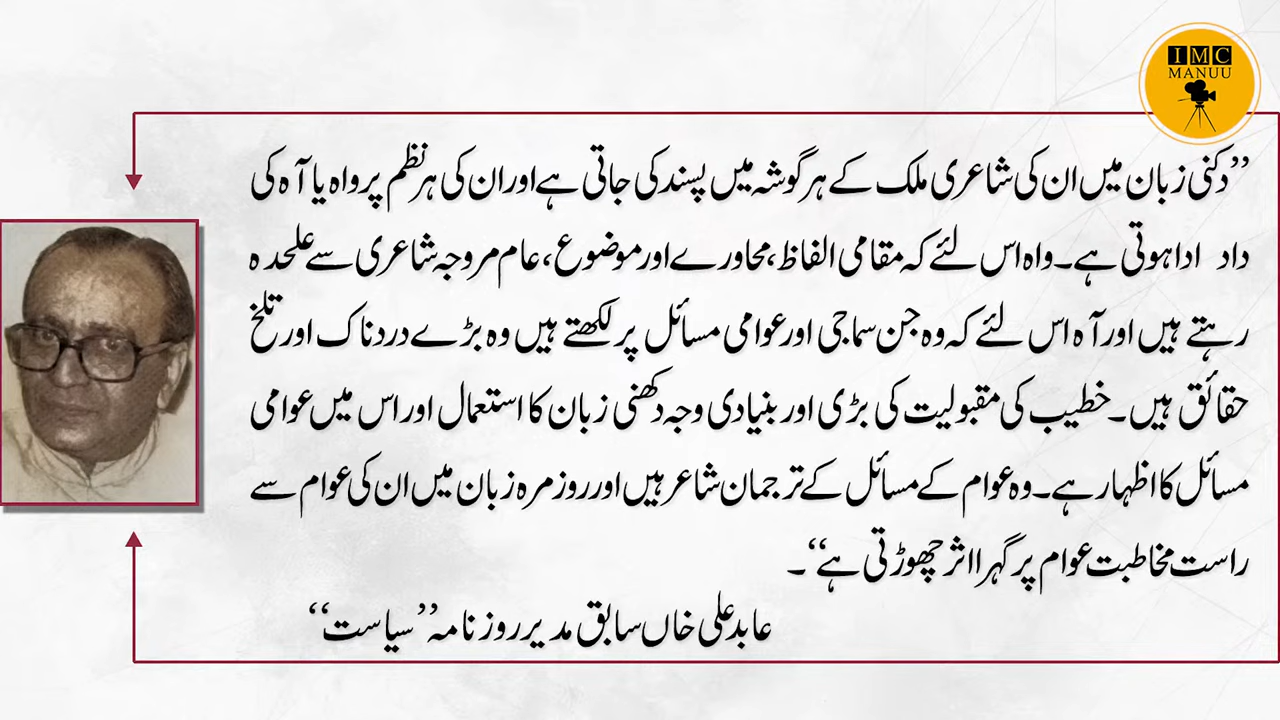 IMC
MANUU
”دکنی زبان میں ان کی شاعری ملک کے ہر گوشہ میں پسند کی جاتی ہے اور ان کی ہر نظم پر واہ یا آہ کی
داد ادا ہوتی ہے۔ واہ اس لئے کہ مقامی الفاظ، محاورے اور موضوع، عام مروجہ شاعری سے علحدہ
رہتے ہیں اور آہ اس لئے کہ وہ جن سماجی اور عوامی مسائل پر لکھتے ہیں وہ بڑے دردناک اور تلخ
حقائق ہیں۔ خطیب کی مقبولیت کی بڑی اور بنیادی وجہ دکھنی زبان کا استعمال اور اس میں عوامی
مسائل کا اظہار ہے۔ وہ عوام کے مسائل کے ترجمان شاعر ہیں اور روزمرہ زبان میں ان کی عوام سے
راست مخاطبت عوام پر گہرا اثر چھوڑتی ہے“۔
عابد علی خاں سابق مدیر روزنامہ ”سیاست“